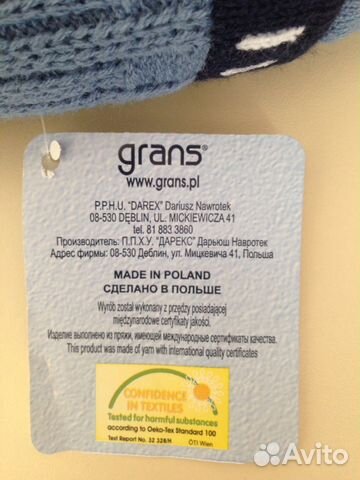 grans®
www.grans.pl
P.P.H.U. "DAREX" Dariusz Nawrotek
08-530 DĘBLIN, UL. MICKIEWICZA 41
tel. 81 883 3860
Производитель: П.П.Х.У. "ДАРЕКС" Дарьюш Навротек
Адрес фирмы: 08-530 Деблин, ул. Мицкевича 41, Польша
MADE IN POLAND
СДЕЛАНО В ПОЛЬШЕ
Wyrób został wykonany z przędzy posiadającej
międzynarodowe certyfikaty jakości.
Изделие выполнено из пряжи, имеющей международные сертификаты качества.
This product was made of yarn with international quality certificates
CONFIDENCE
IN TEXTILES
Tested for harmful substances
according to Oeko-Tex Standard 100
Test Report No. 32 328/H ÖTI Wien
Avito